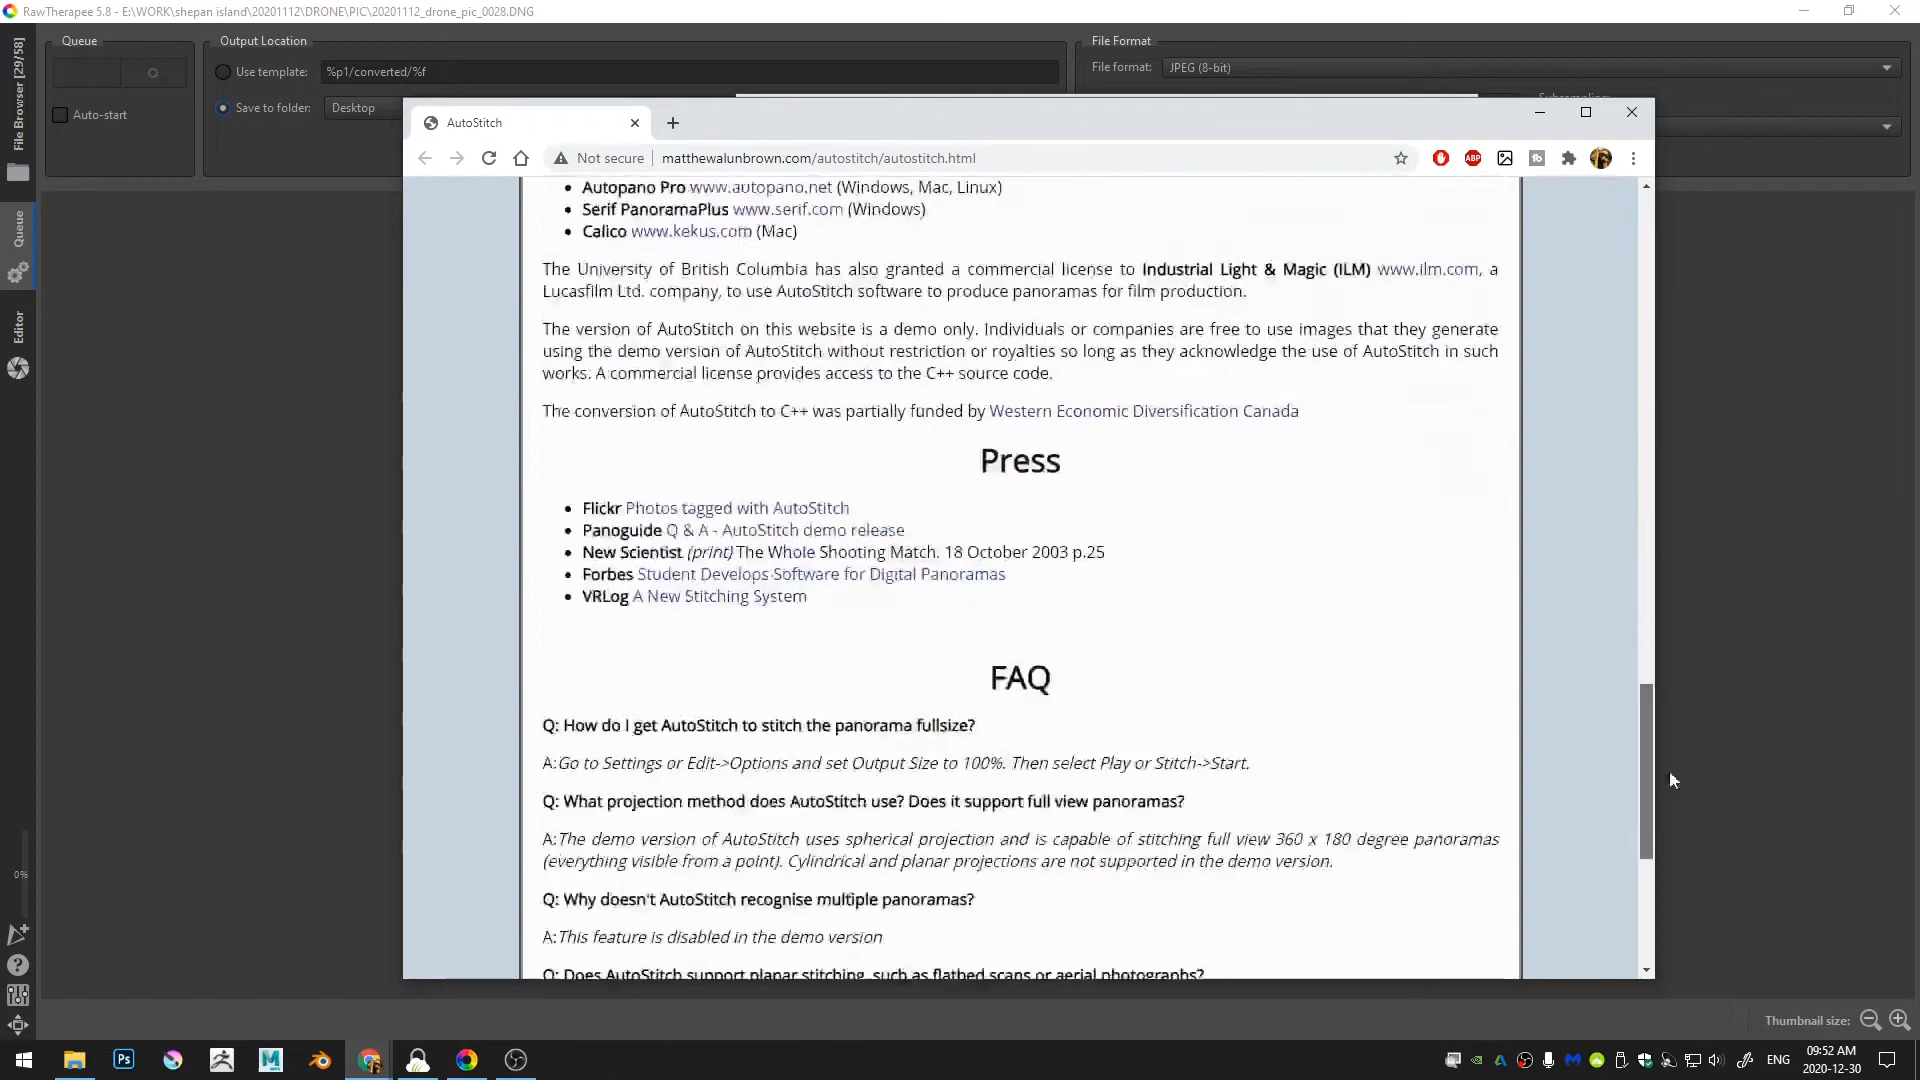 RawTherapee 5.8 - E:\WORK\shepan island\20201112\DRONE\PIC\20201112_drone_pic_0028.DNG
Queue
Output Location
File Format
Use template:
%p1/converted/%f
File format:
JPEG (8-bit)
Auto-start
Save to folder:
Desktop
File Browser [29/58]
Queue
Editor
0%
AutoStitch
Not secure
matthewalunbrown.com/autostitch/autostitch.html
ABP
Autopano Pro www.autopano.net (Windows, Mac, Linux)
Serif PanoramaPlus www.serif.com (Windows)
Calico www.kekus.com (Mac)
The University of British Columbia has also granted a commercial license to Industrial Light & Magic (ILM) www.ilm.com, a
Lucasfilm Ltd. company, to use AutoStitch software to produce panoramas for film production.
The version of AutoStitch on this website is a demo only. Individuals or companies are free to use images that they generate
using the demo version of AutoStitch without restriction or royalties so long as they acknowledge the use of AutoStitch in such
works. A commercial license provides access to the C++ source code.
The conversion of AutoStitch to C++ was partially funded by Western Economic Diversification Canada
Press
Flickr Photos tagged with AutoStitch
Panoguide Q & A - AutoStitch demo release
New Scientist (print) The Whole Shooting Match. 18 October 2003 p.25
Forbes Student Develops Software for Digital Panoramas
VRLog A New Stitching System
FAQ
Q: How do I get AutoStitch to stitch the panorama fullsize?
A: Go to Settings or Edit->Options and set Output Size to 100%. Then select Play or Stitch->Start.
Q: What projection method does AutoStitch use? Does it support full view panoramas?
A: The demo version of AutoStitch uses spherical projection and is capable of stitching full view 360 x 180 degree panoramas
(everything visible from a point). Cylindrical and planar projections are not supported in the demo version.
Q: Why doesn't AutoStitch recognise multiple panoramas?
A: This feature is disabled in the demo version
Q: Does AutoStitch support planar stitching, such as flatbed scans or aerial photographs?
Thumbnail size:
Ps
ENG
09:52 AM
2020-12-30